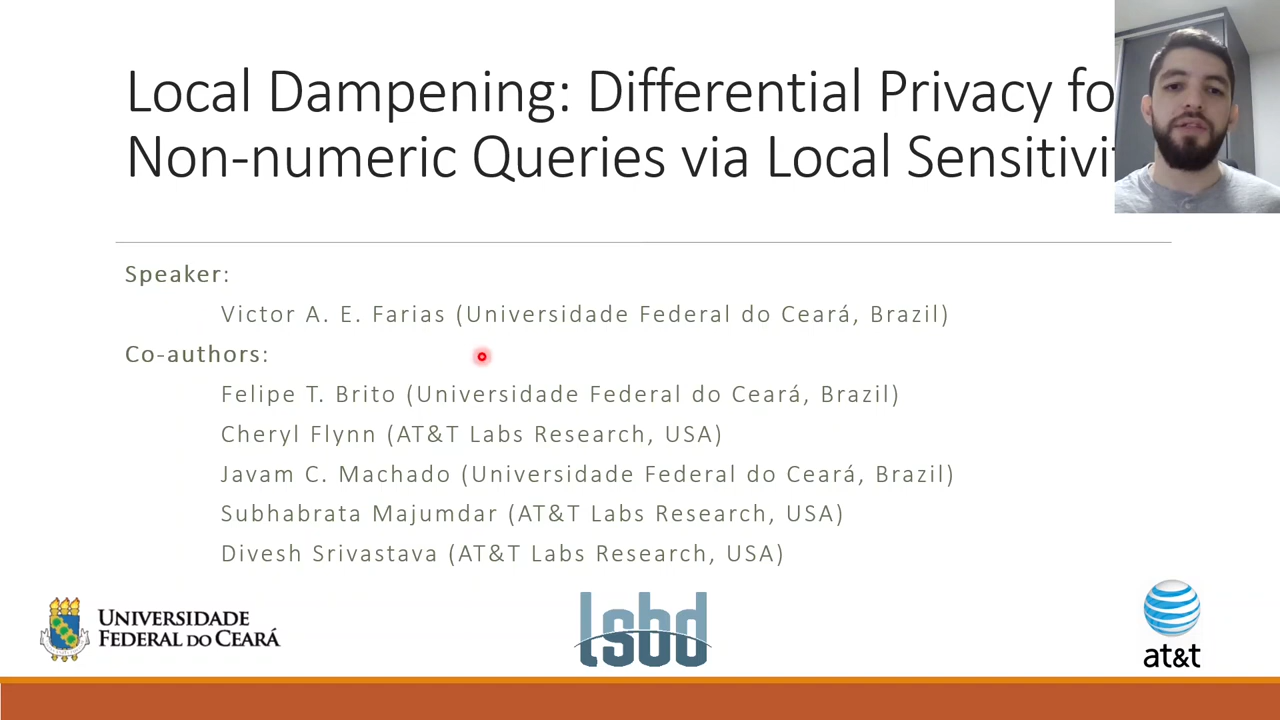 Local Dampening: Differential Privacy fo
Non-numeric Queries via Local Sensitivi
Speaker:
Victor A. E. Farias (Universidade Federal do Ceará, Brazil)
Co-authors:
Felipe T. Brito (Universidade Federal do Ceará, Brazil)
Cheryl Flynn (AT&T Labs Research, USA)
Javam C. Machado (Universidade Federal do Ceará, Brazil)
Subhabrata Majumdar (AT&T Labs Research, USA)
Divesh Srivastava (AT&T Labs Research, USA)
UNIVERSIDADE
FEDERAL DO CEARÁ
lsbd
at&t